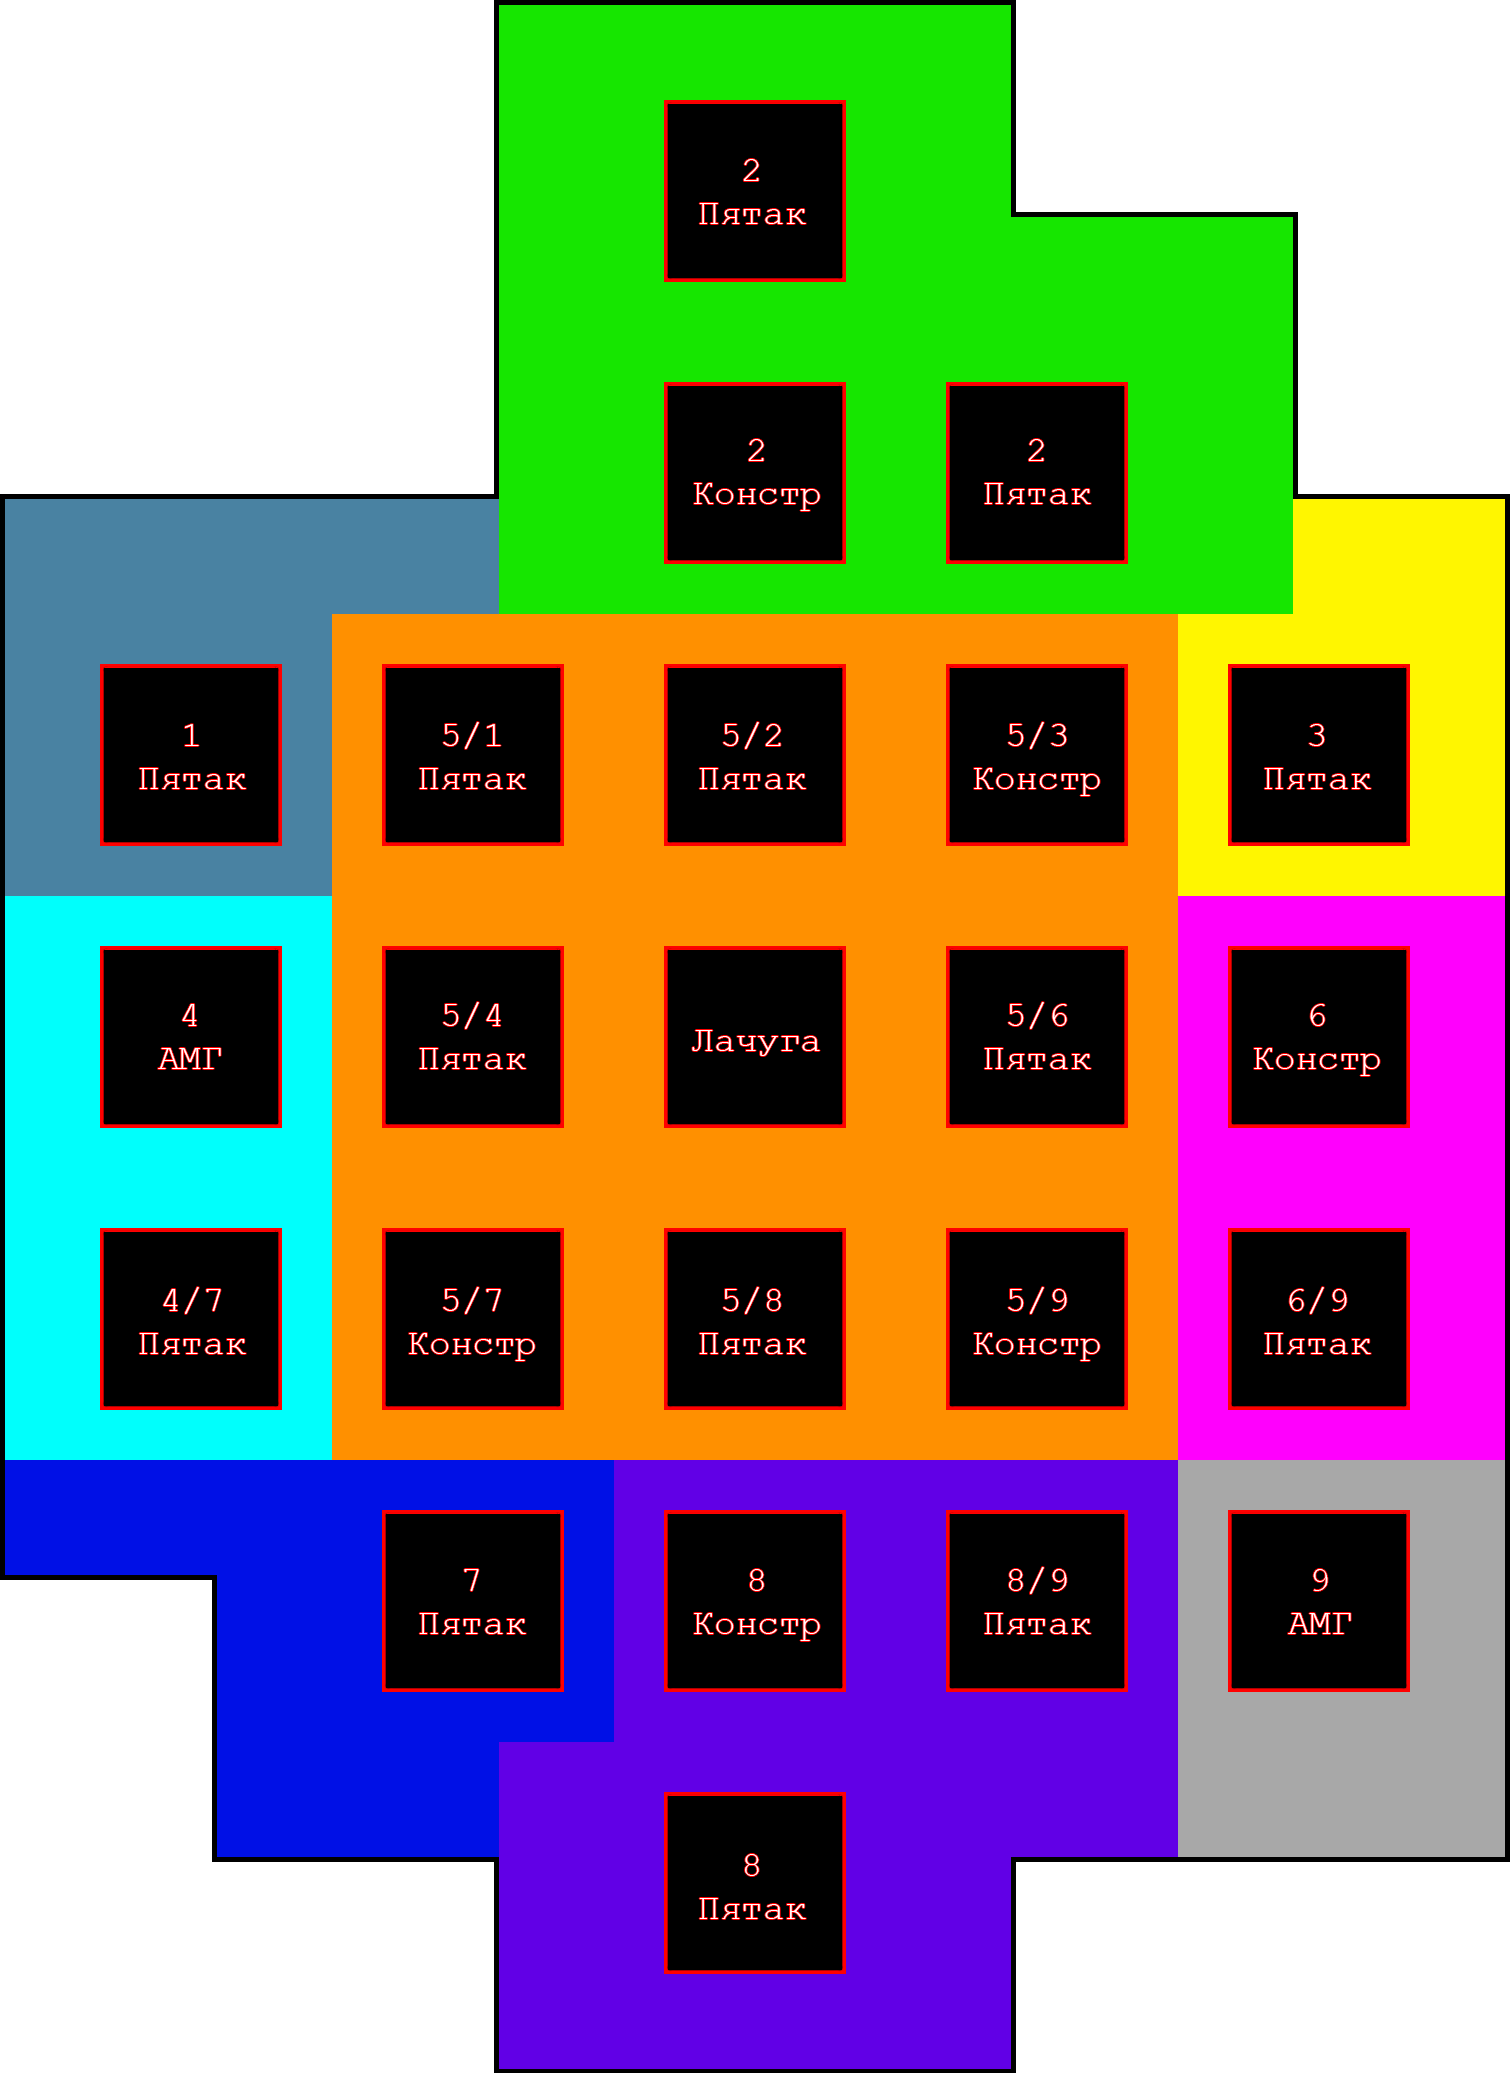 2
Пятак
2
Констр
2
Пятак
1
Пятак
5/1
Пятак
5/2
Пятак
5/3
Констр
3
Пятак
4
АМГ
5/4
Пятак
Лачуга
5/6
Пятак
6
Констр
4/7
Пятак
5/7
Констр
5/8
Пятак
5/9
Констр
6/9
Пятак
7
Пятак
8
Констр
8/9
Пятак
9
АМГ
8
Пятак